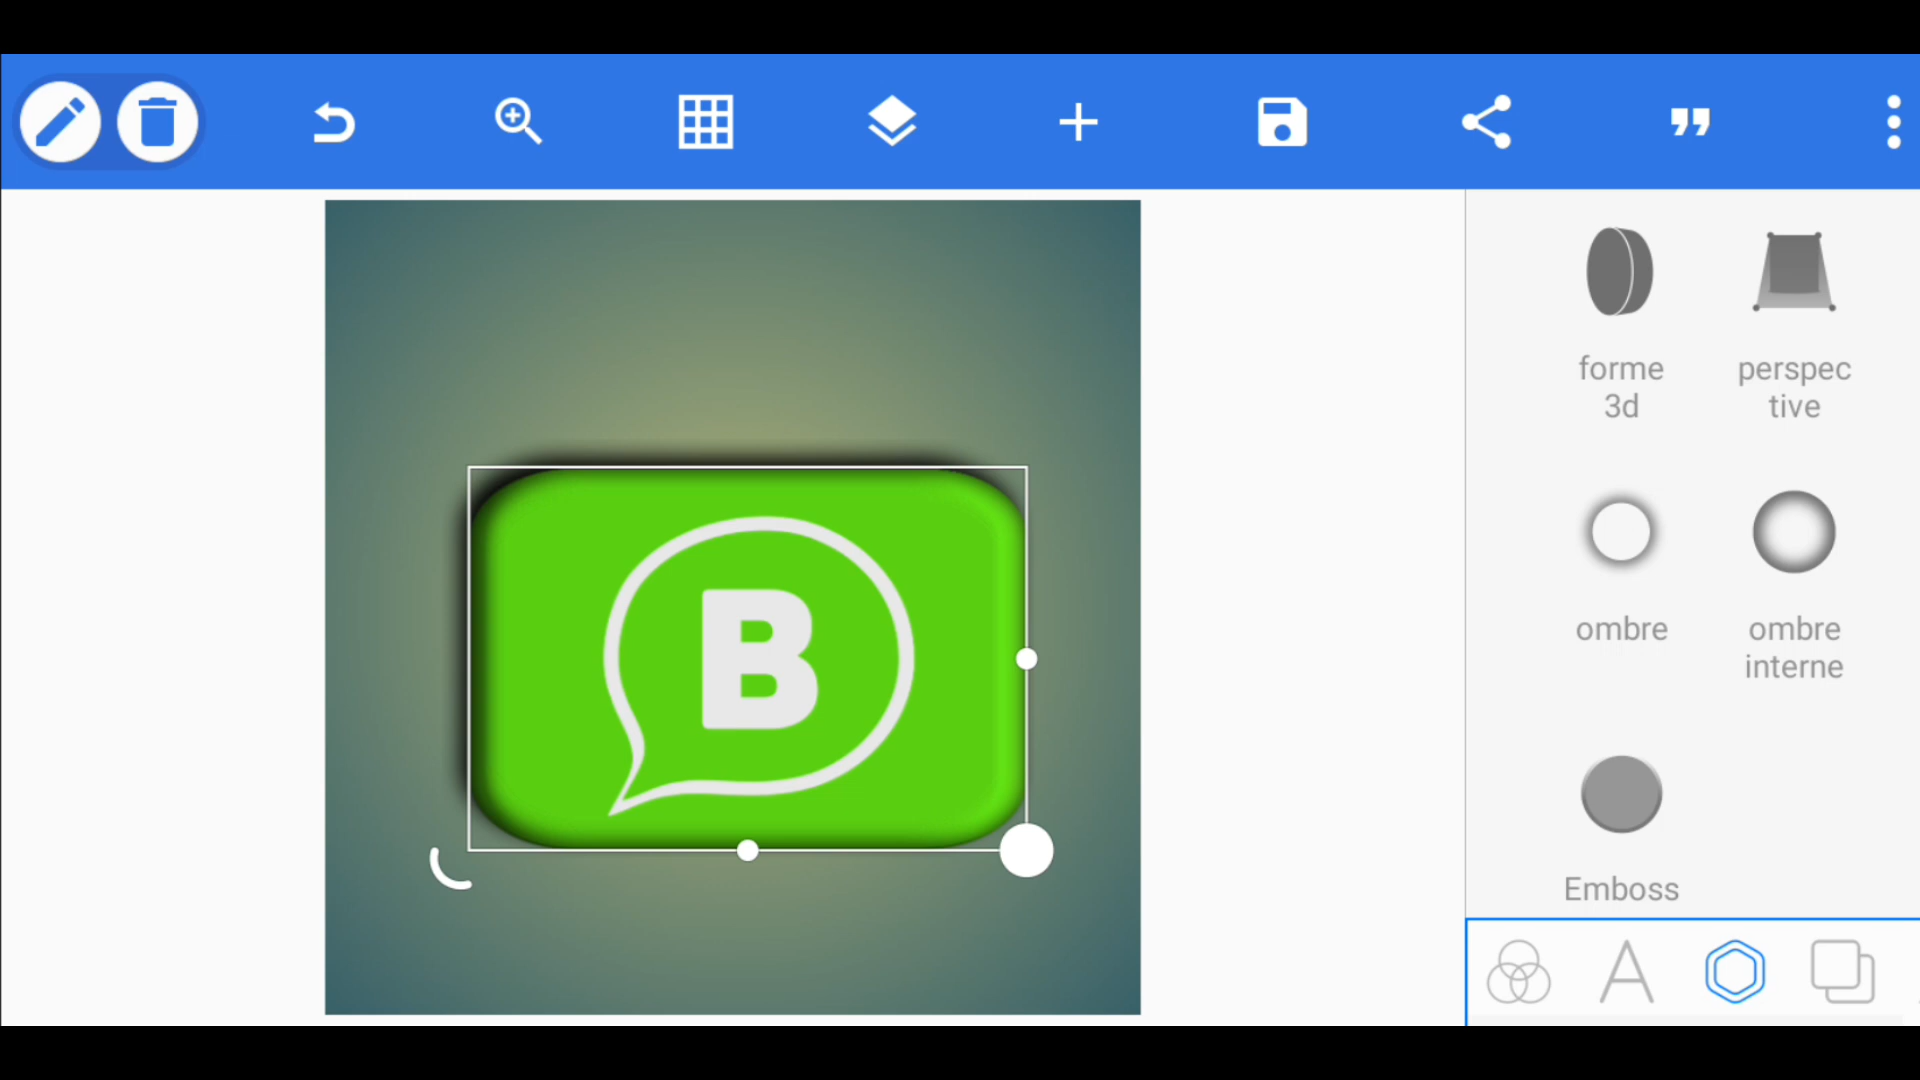 forme
3d
perspec
tive
B
ombre
ombre
interne
Emboss